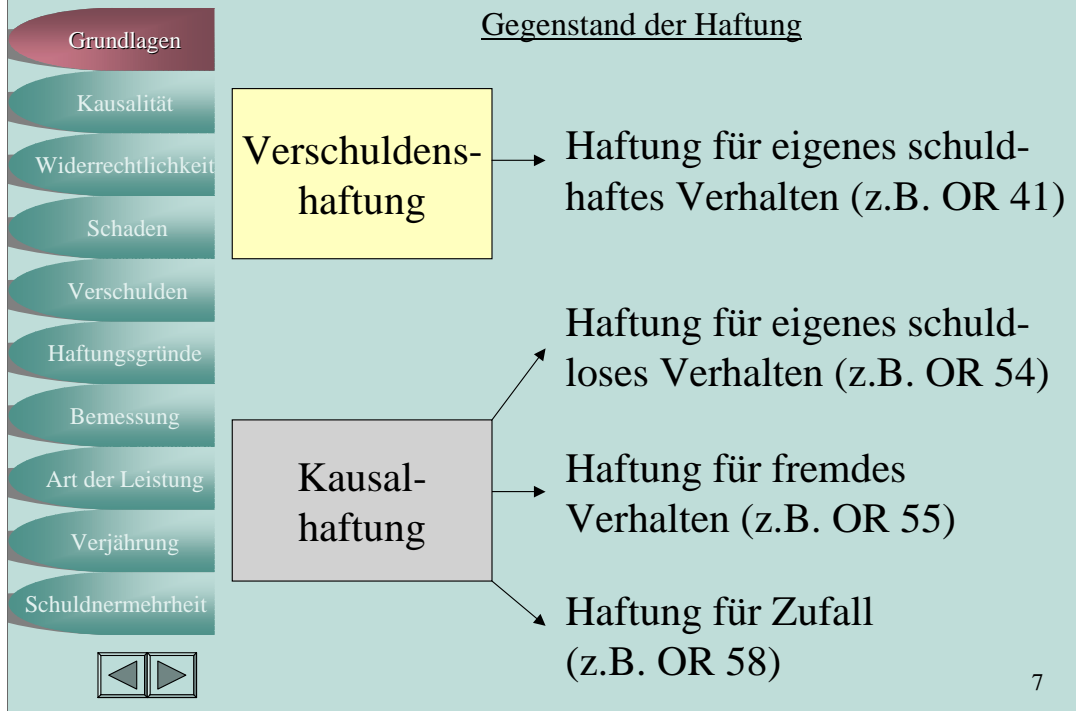 Gegenstand der Haftung
Grundlagen
Kausalität
Widerrechtlichkeit
Schaden
Verschulden
Haftungsgründe
Bemessung
Art der Leistung
Verjährung
Schuldnermehrheit
Verschuldens-
haftung
Haftung für eigenes schuld-
haftes Verhalten (z.B. OR 41)
Kausal-
haftung
Haftung für eigenes schuld-
loses Verhalten (z.B. OR 54)
Haftung für fremdes
Verhalten (z.B. OR 55)
Haftung für Zufall
(z.B. OR 58)
7